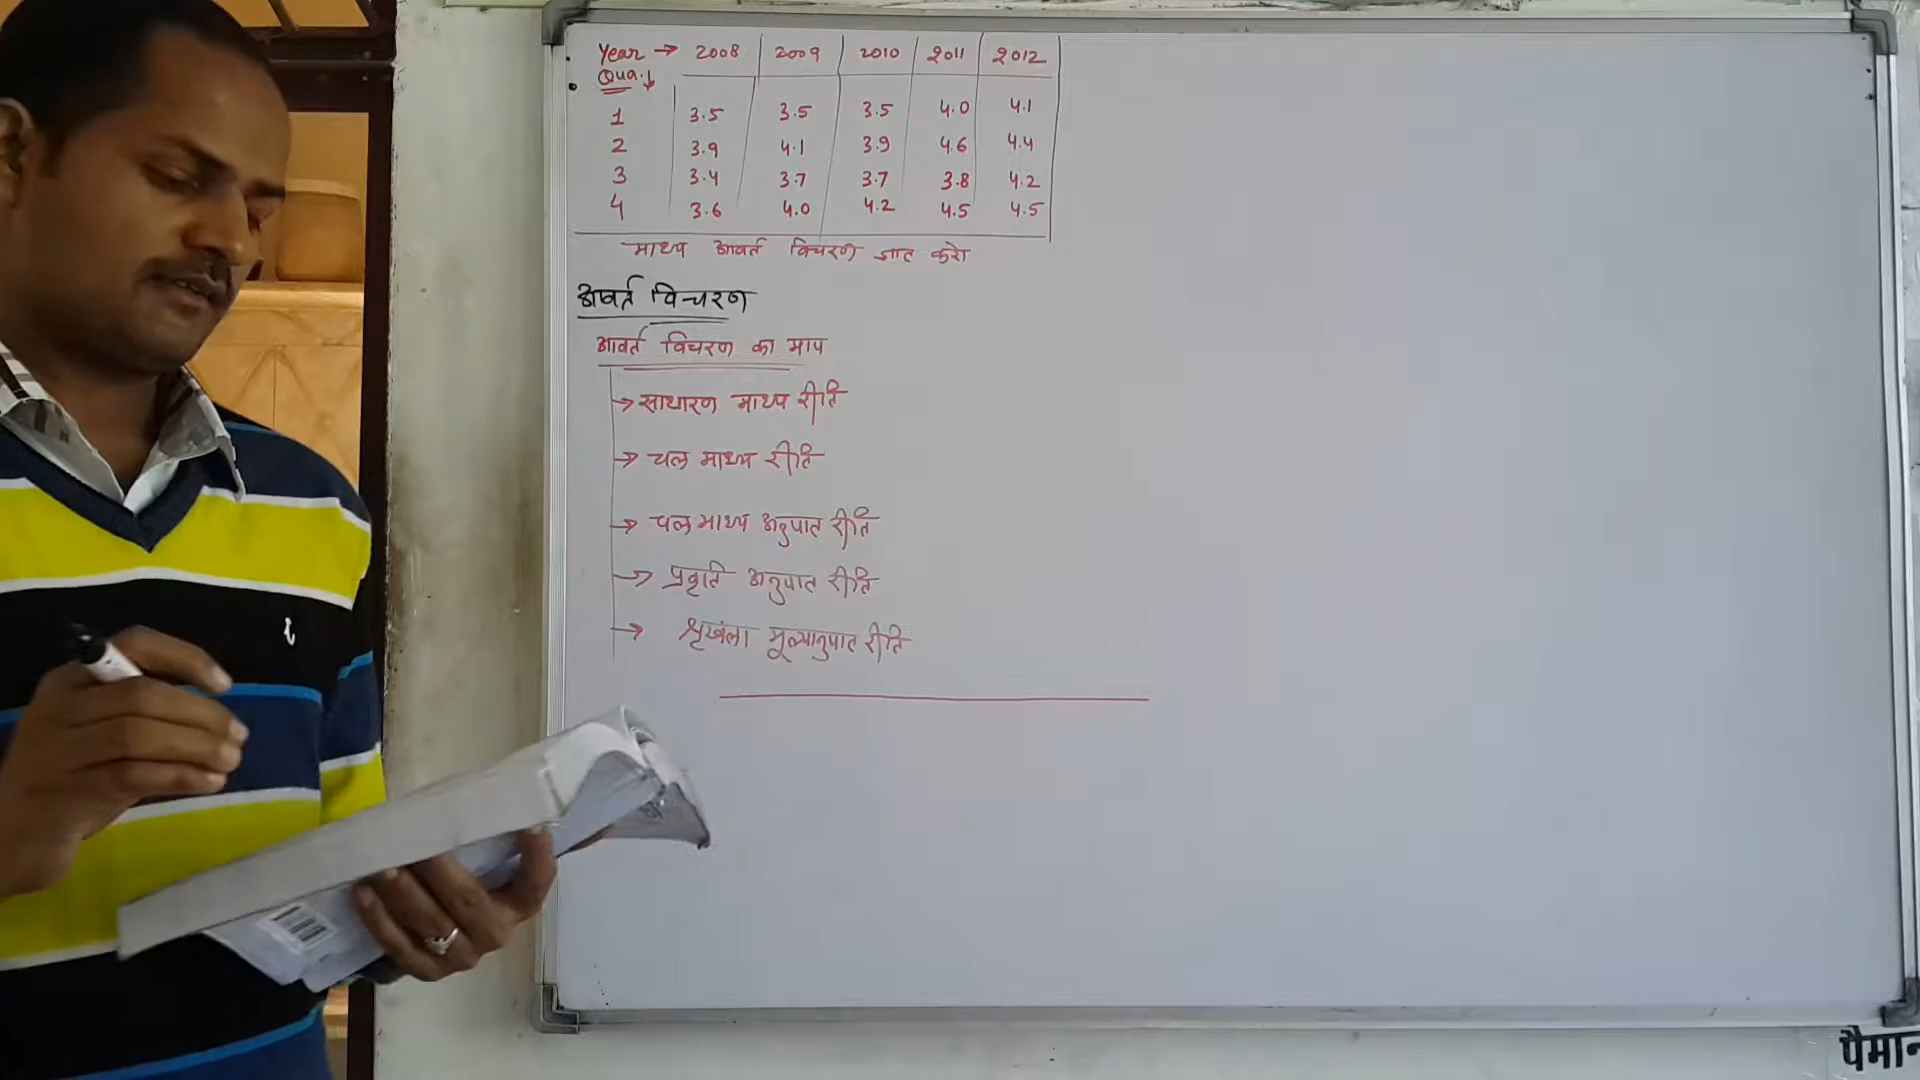 Year → 2008 2009 2010 2011 2012
Qua. ↓
1 3.5 3.5 3.5 4.0 4.1
2 3.9 4.1 3.9 4.6 4.4
3 3.4 3.7 3.7 3.8 4.2
4 3.6 4.0 4.2 4.5 4.5
माध्य आवर्त विचरण ज्ञात करो
आवर्त विचरण
आवर्त विचरण का माप
→ साधारण माध्य रीति
→ चल माध्य रीति
→ चल माध्य अनुपात रीति
→ प्रवृति अनुपात रीति
→ श्रृखंला मूल्यानुपात रीति